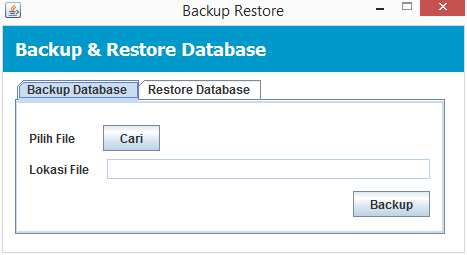 Backup Restore
Backup & Restore Database
Backup Database Restore Database
Pilih File Cari
Lokasi File
Backup